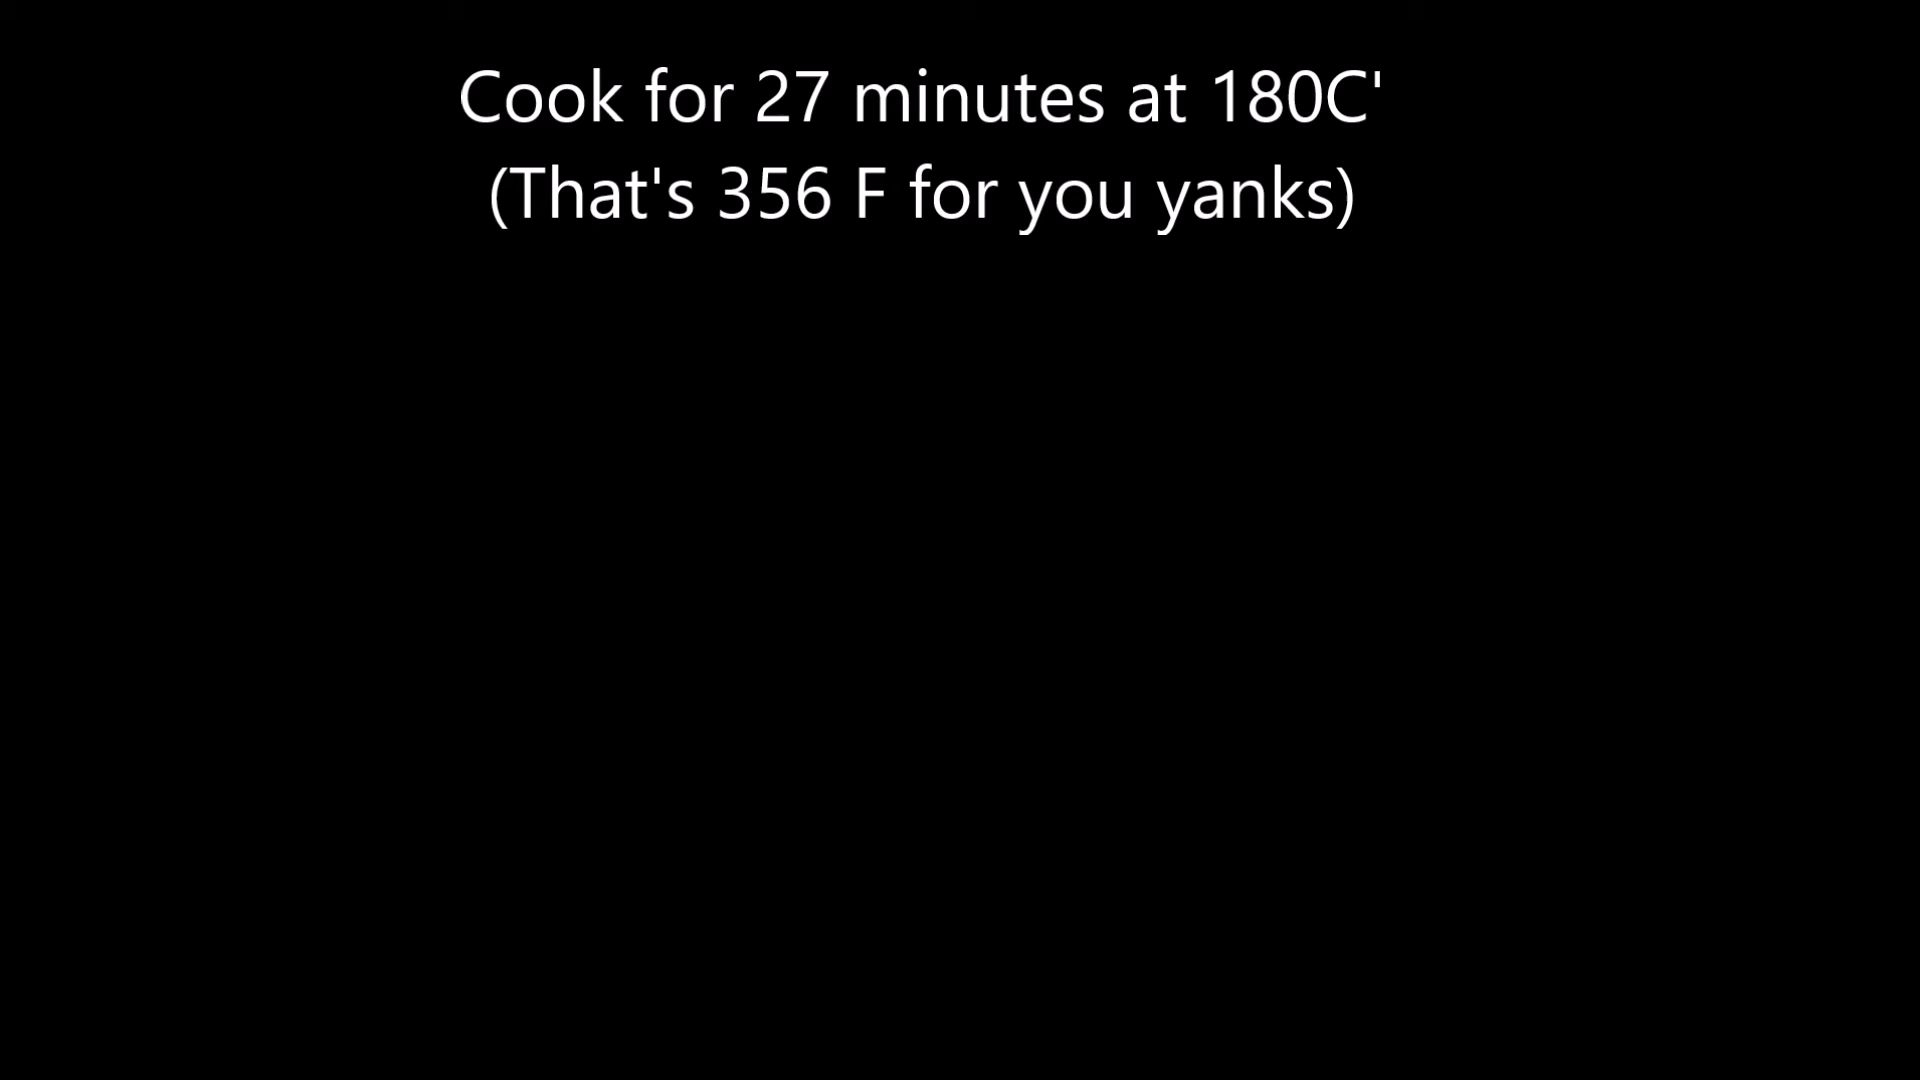 Cook for 27 minutes at 180C'
(That's 356 F for you yanks)